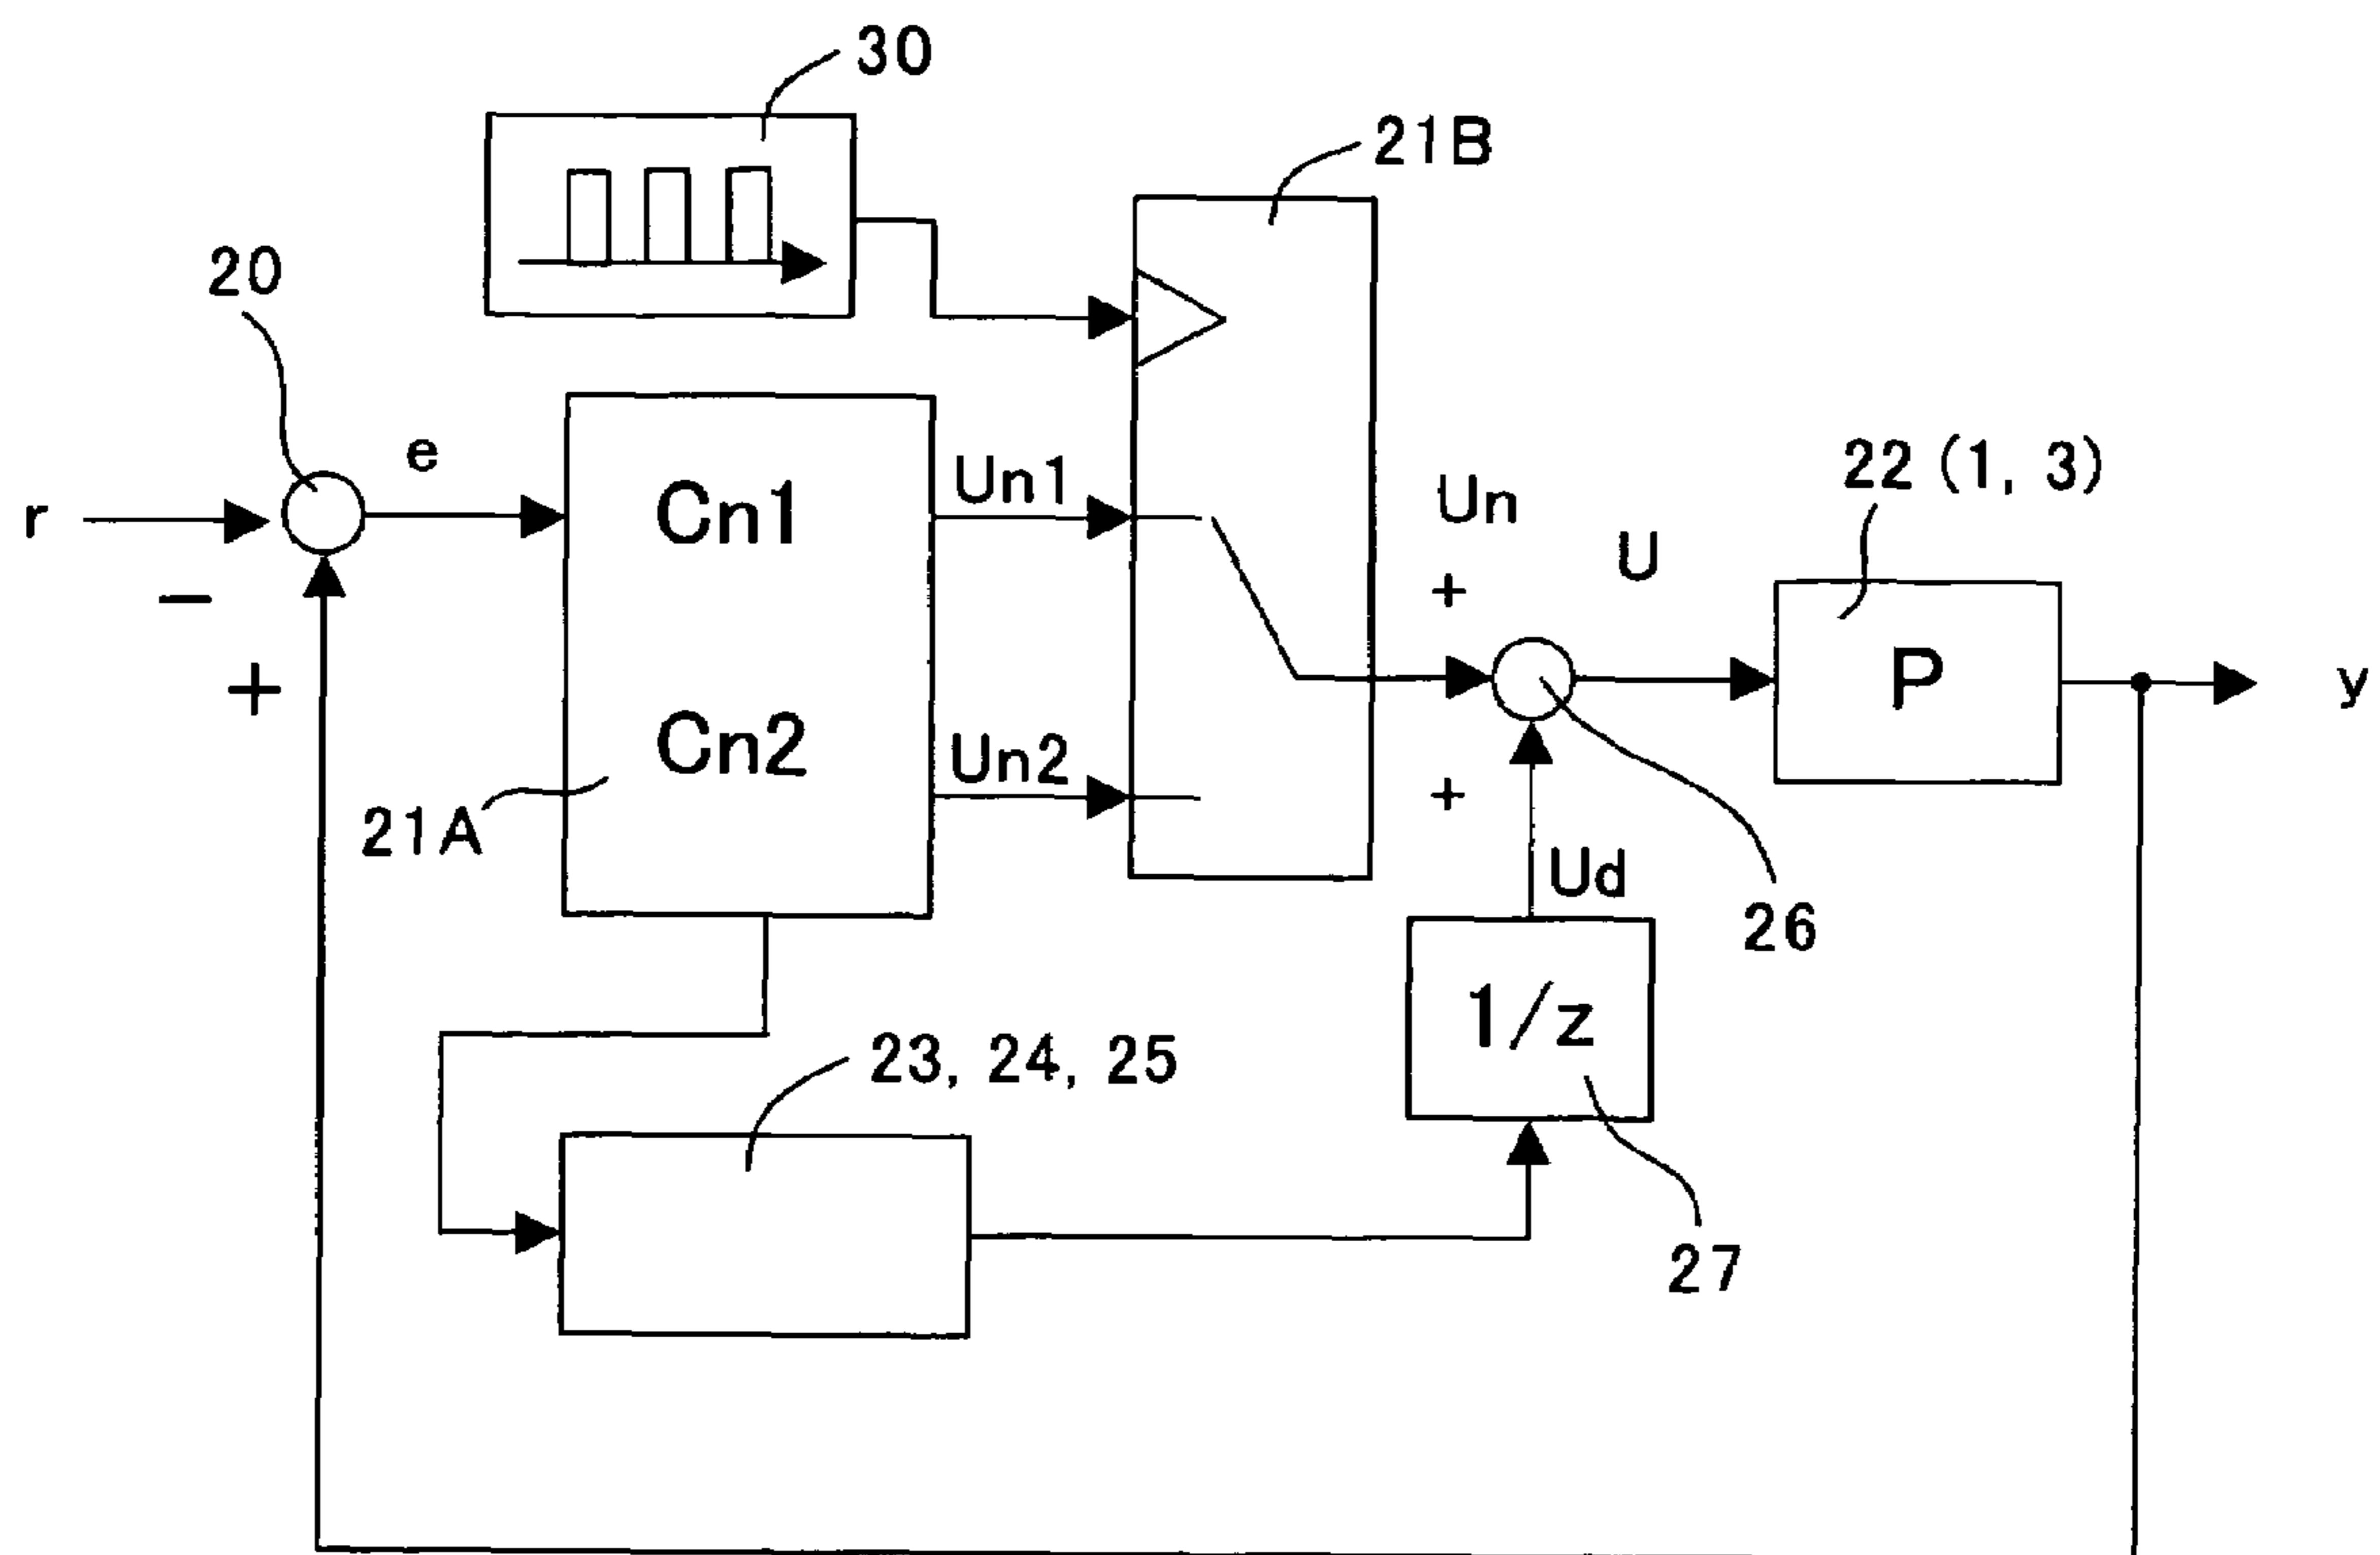 30
21B
20
e
r
−
+
Cn1
Un1
Un
U
22 (1, 3)
+
P
y
Cn2
Un2
+
21A
Ud
26
23, 24, 25
1/z
27